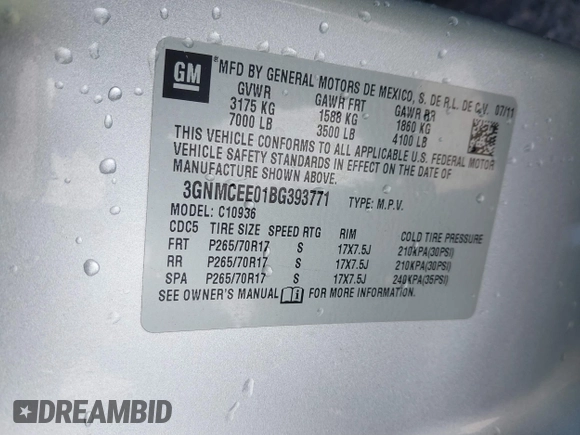 GM
MFD BY GENERAL MOTORS DE MEXICO, S. DE R.L. DE C.V. 07/11
GVWR GAWR FRT GAWR RR
3175 KG 1588 KG 1860 KG
7000 LB 3500 LB 4100 LB
THIS VEHICLE CONFORMS TO ALL APPLICABLE U.S. FEDERAL MOTOR
VEHICLE SAFETY STANDARDS IN EFFECT ON THE DATE OF
MANUFACTURE SHOWN ABOVE.
3GNMCEE01BG393771 TYPE: M.P.V.
MODEL: C10936
CDC5 TIRE SIZE SPEED RTG RIM COLD TIRE PRESSURE
FRT P265/70R17 S 17X7.5J 210KPA(30PSI)
RR P265/70R17 S 17X7.5J 210KPA(30PSI)
SPA P265/70R17 S 17X7.5J 240KPA(35PSI)
SEE OWNER'S MANUAL FOR MORE INFORMATION.
DREAMBID